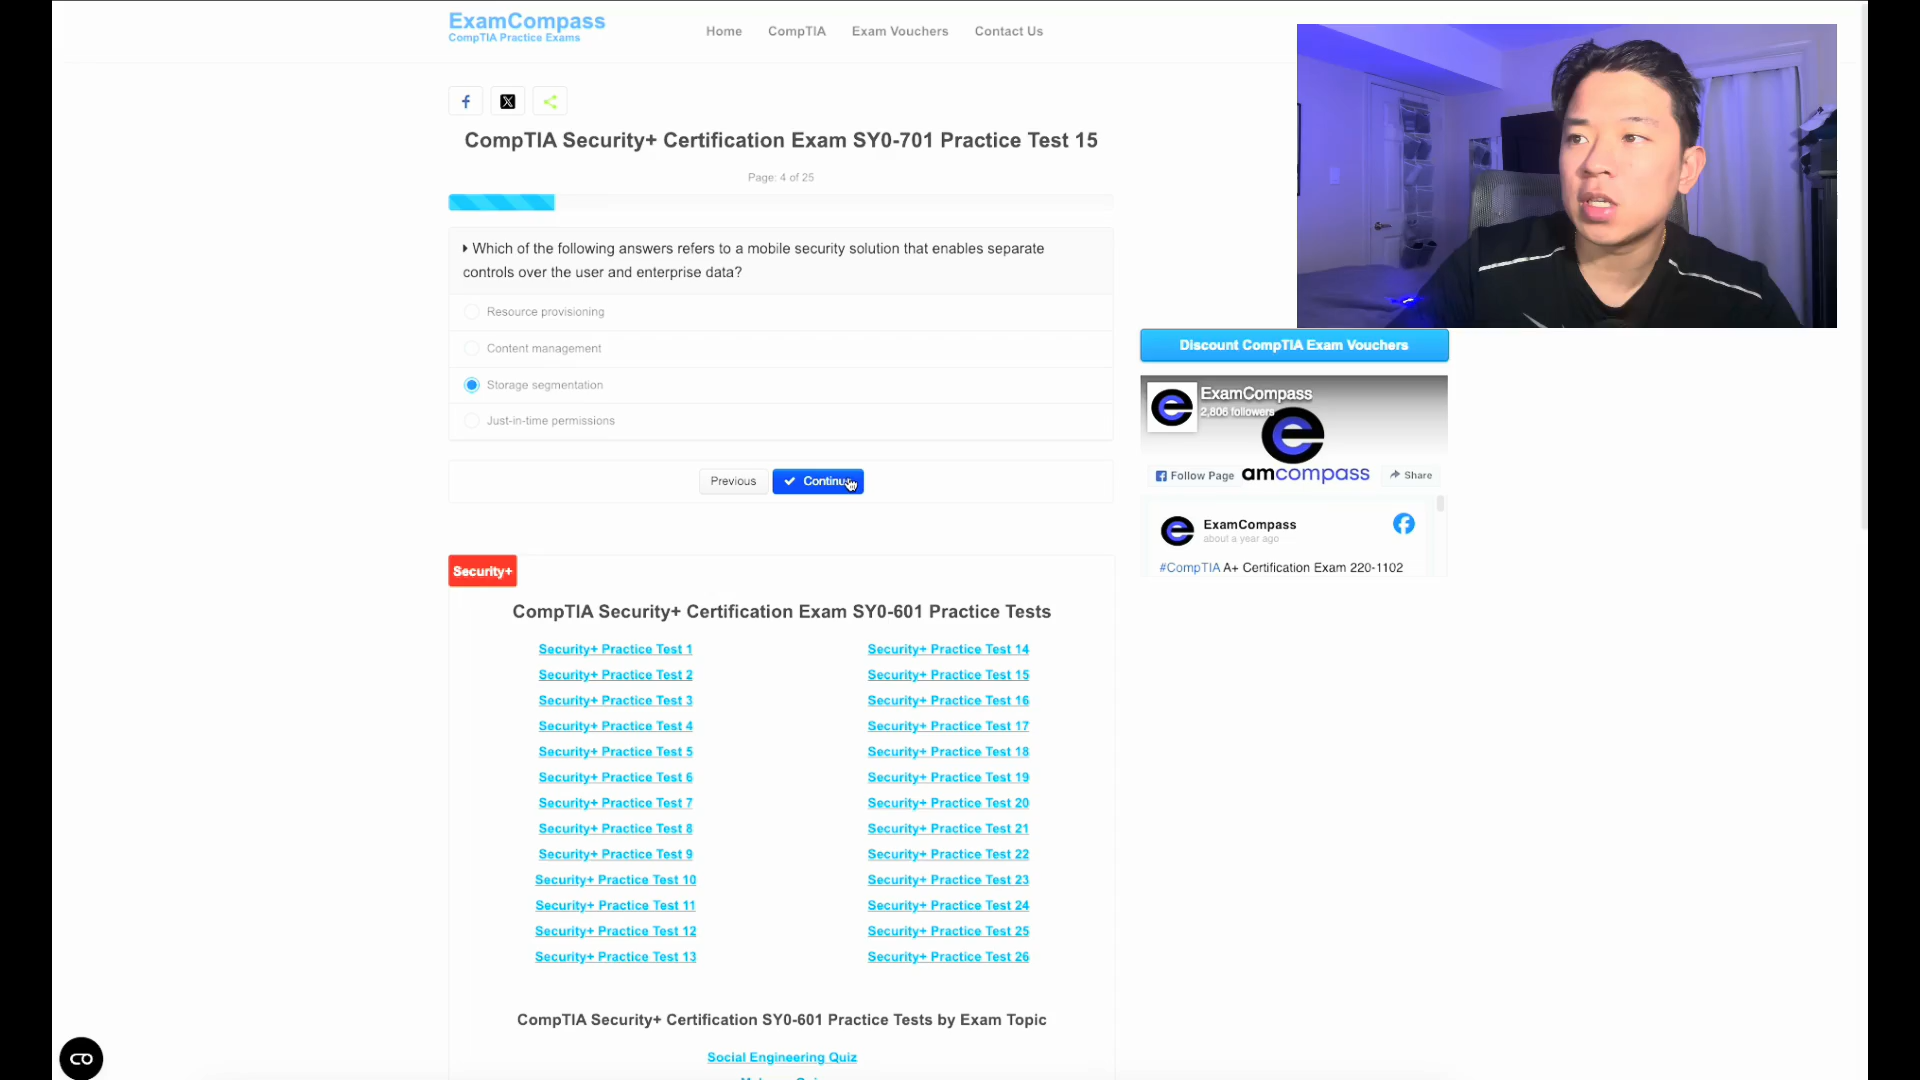 ExamCompass
CompTIA Practice Exams
Home
CompTIA
Exam Vouchers
Contact Us
CompTIA Security+ Certification Exam SY0-701 Practice Test 15
Page: 4 of 25
Which of the following answers refers to a mobile security solution that enables separate
controls over the user and enterprise data?
Resource provisioning
Content management
Storage segmentation
Just-in-time permissions
Previous
Continue
Discount CompTIA Exam Vouchers
ExamCompass
2,806 followers
Follow Page
amcompass
Share
ExamCompass
about a year ago
#CompTIA A+ Certification Exam 220-1102
Security+
CompTIA Security+ Certification Exam SY0-601 Practice Tests
Security+ Practice Test 1
Security+ Practice Test 2
Security+ Practice Test 3
Security+ Practice Test 4
Security+ Practice Test 5
Security+ Practice Test 6
Security+ Practice Test 7
Security+ Practice Test 8
Security+ Practice Test 9
Security+ Practice Test 10
Security+ Practice Test 11
Security+ Practice Test 12
Security+ Practice Test 13
Security+ Practice Test 14
Security+ Practice Test 15
Security+ Practice Test 16
Security+ Practice Test 17
Security+ Practice Test 18
Security+ Practice Test 19
Security+ Practice Test 20
Security+ Practice Test 21
Security+ Practice Test 22
Security+ Practice Test 23
Security+ Practice Test 24
Security+ Practice Test 25
Security+ Practice Test 26
CompTIA Security+ Certification SY0-601 Practice Tests by Exam Topic
Social Engineering Quiz